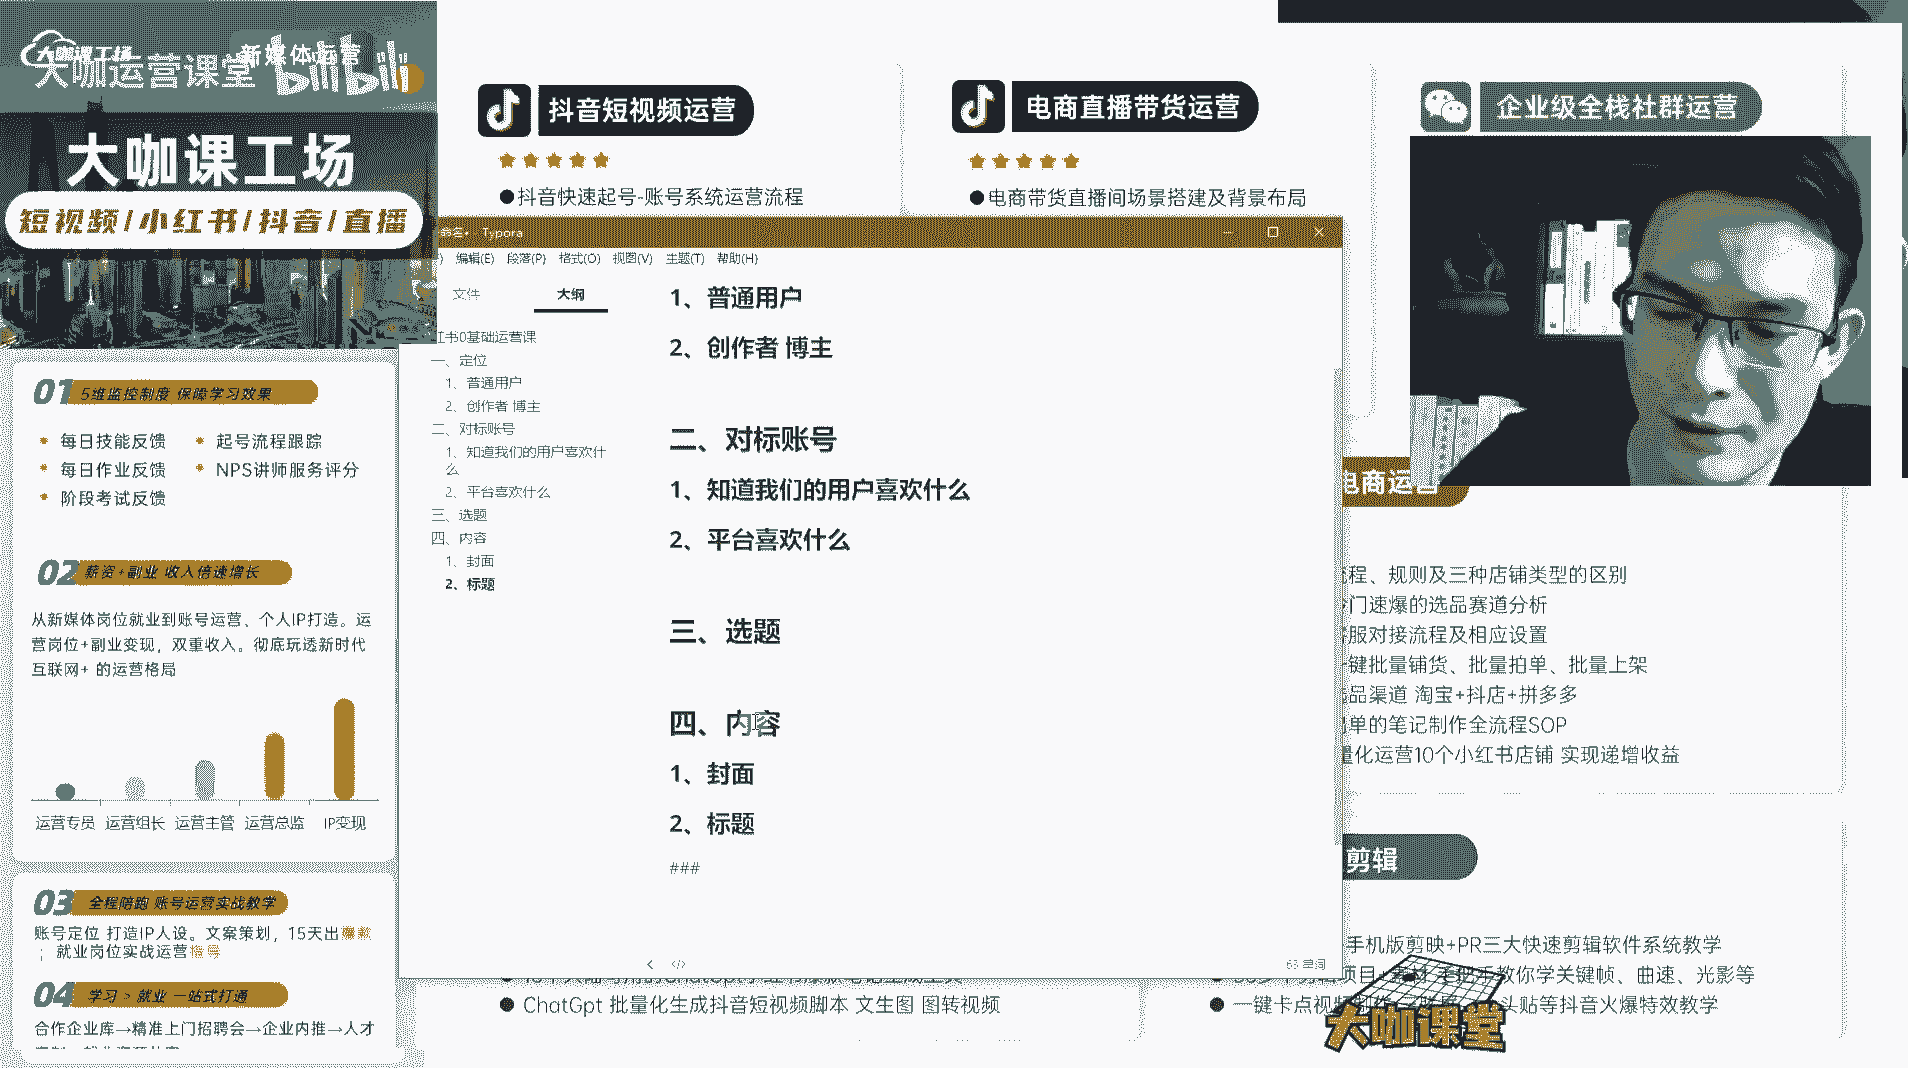 大咖课工场
新媒体运营
大咖运营课堂 bilibili
大咖课工场
短视频/小红书/抖音/直播
01 5维监控制度 保障学习效果
每日技能反馈
起号流程跟踪
每日作业反馈
NPS讲师服务评分
阶段考试反馈
02 薪资+副业 收入倍速增长
从新媒体岗位就业到账号运营、个人IP打造。运
营岗位+副业变现，双重收入。彻底玩透新时代
互联网+ 的运营格局
运营专员 运营组长 运营主管 运营总监 IP变现
03 全程陪跑 账号运营实战教学
账号定位 打造IP人设。文案策划，15天出爆款
； 就业岗位实战运营
04 学习 > 就业 一站式打通
合作企业库→精准上门招聘会→企业内推→人才
抖音短视频运营
●抖音快速起号-账号系统运营流程
电商直播带货运营
●电商带货直播间场景搭建及背景布局
企业级全栈社群运营
命名• Typora
) 编辑(E) 段落(P) 格式(O) 视图(V) 主题(T) 帮助(H)
文件 大纲
红书0基础运营课
一、定位
1、普通用户
2、创作者 博主
二、对标账号
1、知道我们的用户喜欢什
么
2、平台喜欢什么
三、选题
四、内容
1、封面
2、标题
1、普通用户
2、创作者 博主
二、对标账号
1、知道我们的用户喜欢什么
2、平台喜欢什么
三、选题
四、内容
1、封面
2、标题
###
63 单词
电商运营
程、规则及三种店铺类型的区别
门速爆的选品赛道分析
服对接流程及相应设置
键批量铺货、批量拍单、批量上架
品渠道 淘宝+抖店+拼多多
单的笔记制作全流程SOP
量化运营10个小红书店铺 实现递增收益
剪辑
手机版剪映+PR三大快速剪辑软件系统教学
教你学关键帧、曲速、光影等
●一键卡点视频
头贴等抖音火爆特效教学
●ChatGpt 批量化生成抖音短视频脚本 文生图 图转视频
大咖课堂